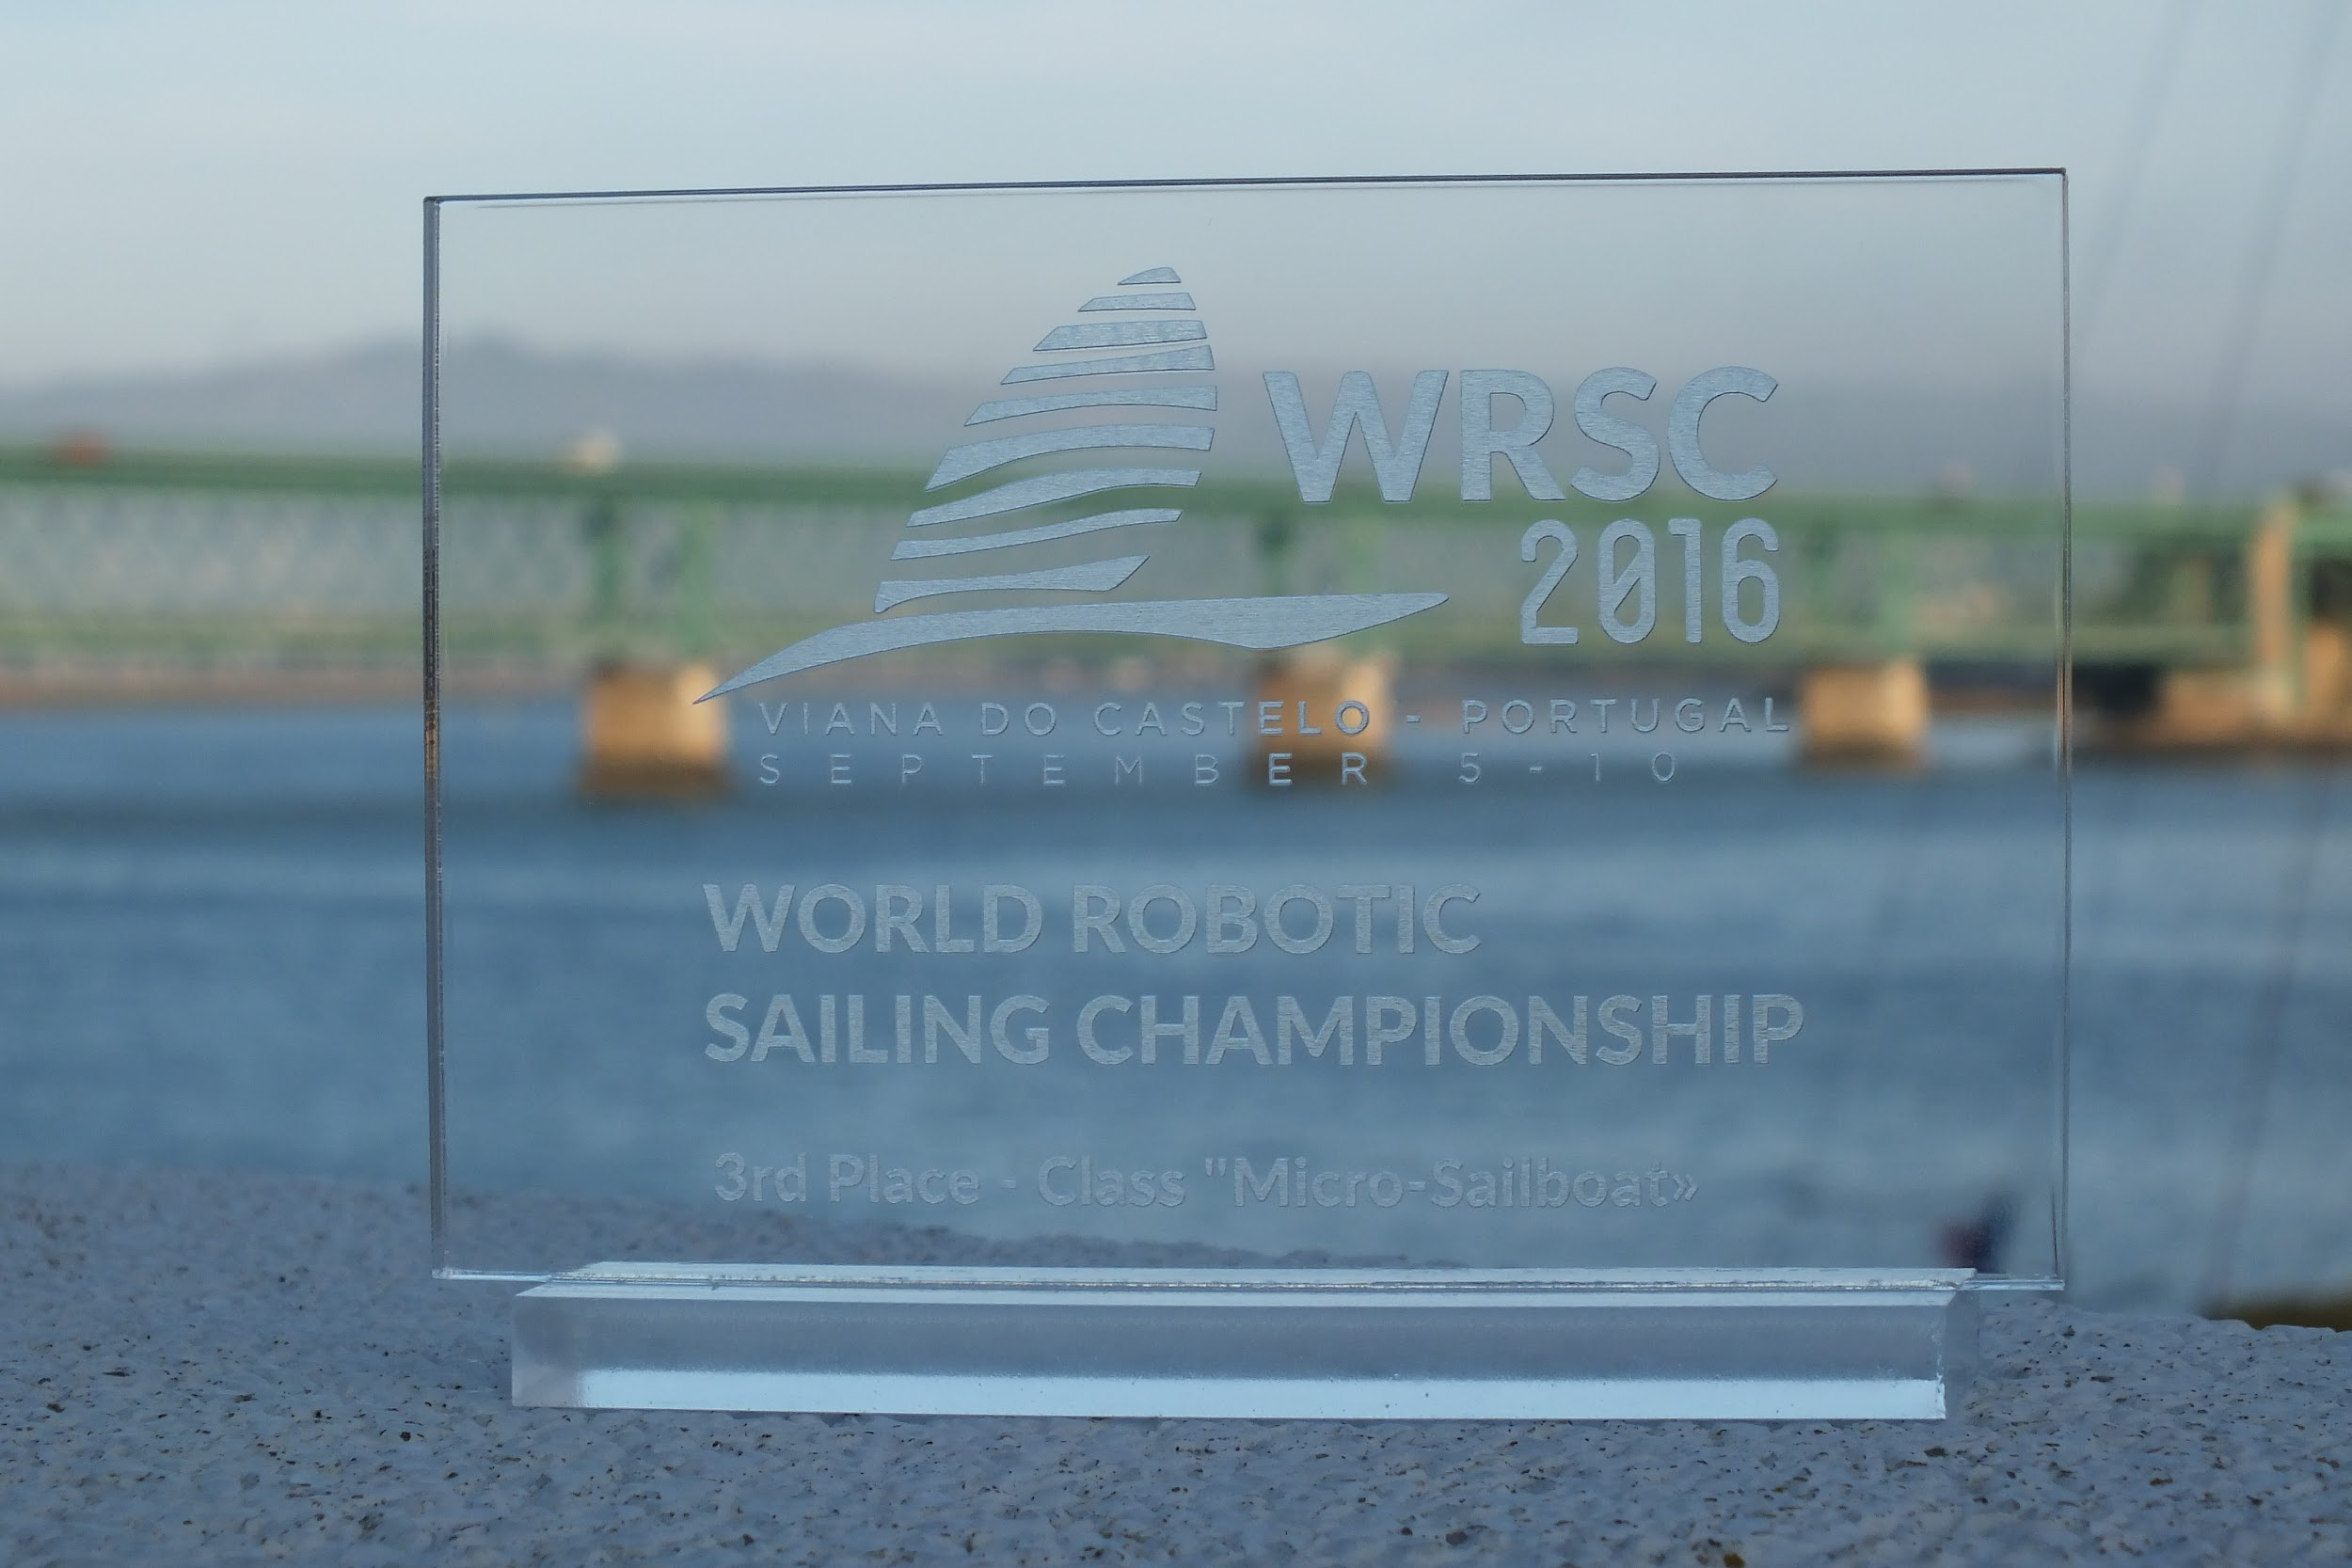 WRSC
2016
VIANA DO CASTELO - PORTUGAL
SEPTEMBER 5-10
WORLD ROBOTIC
SAILING CHAMPIONSHIP
3rd Place - Class "Micro-Sailboat»